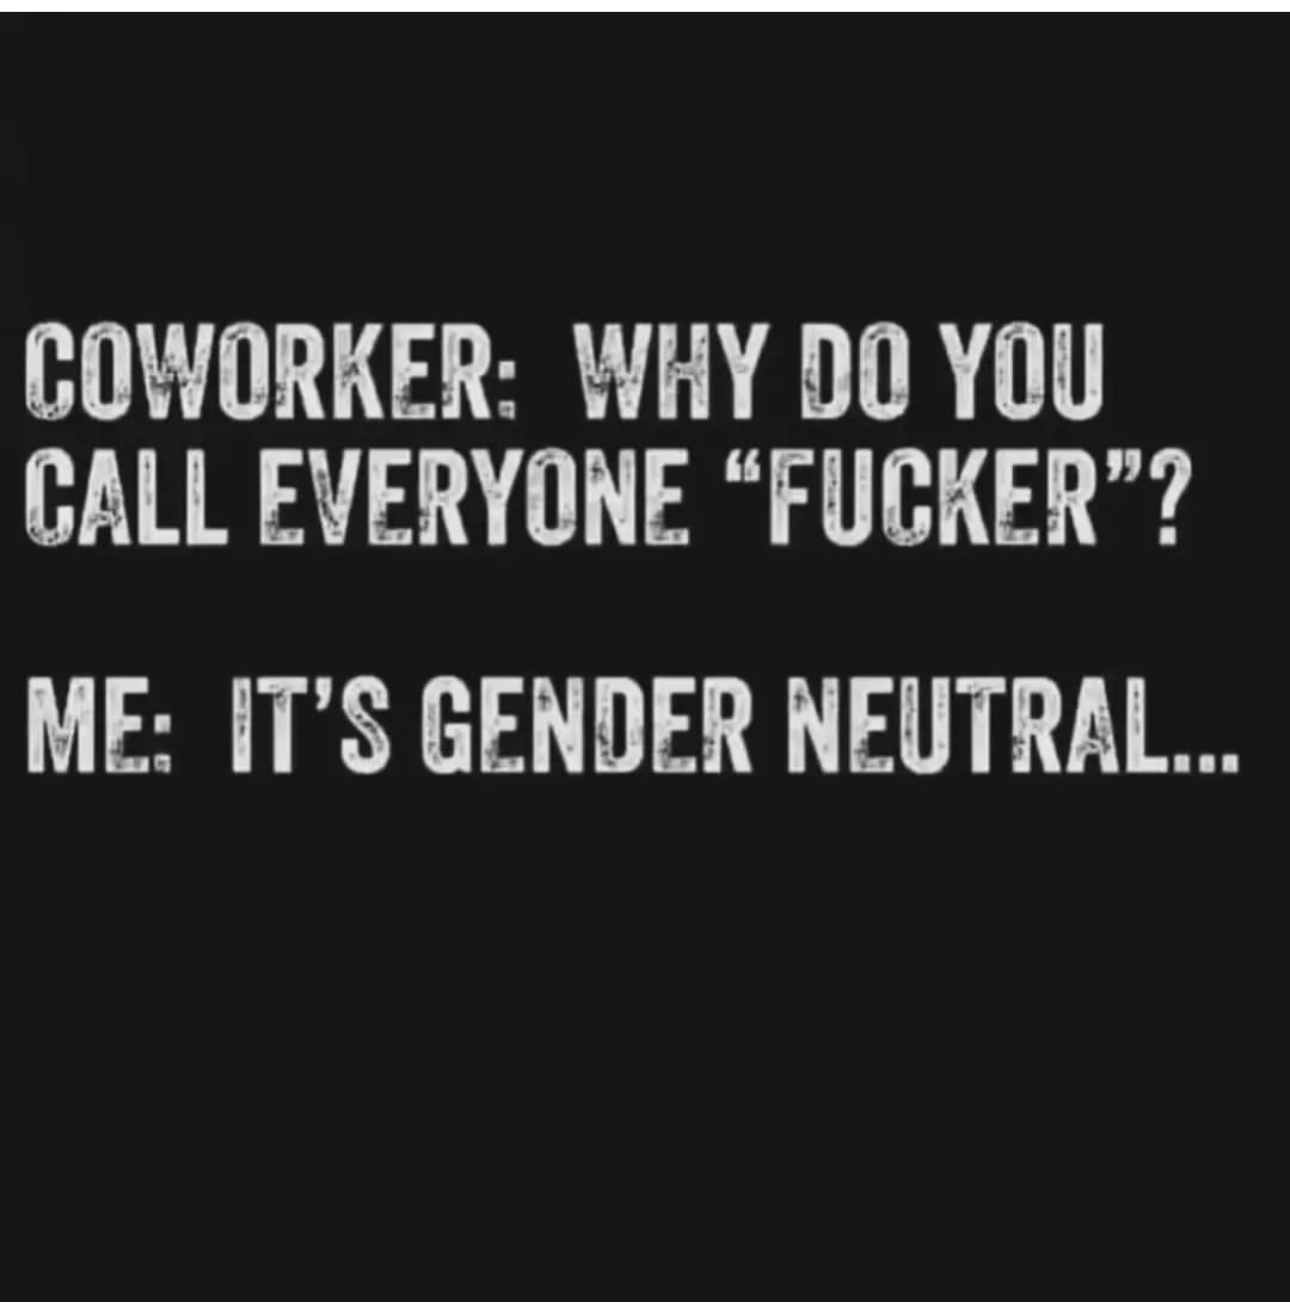 COWORKER: WHY DO YOU
CALL EVERYONE “FUCKER”?
ME: IT’S GENDER NEUTRAL...